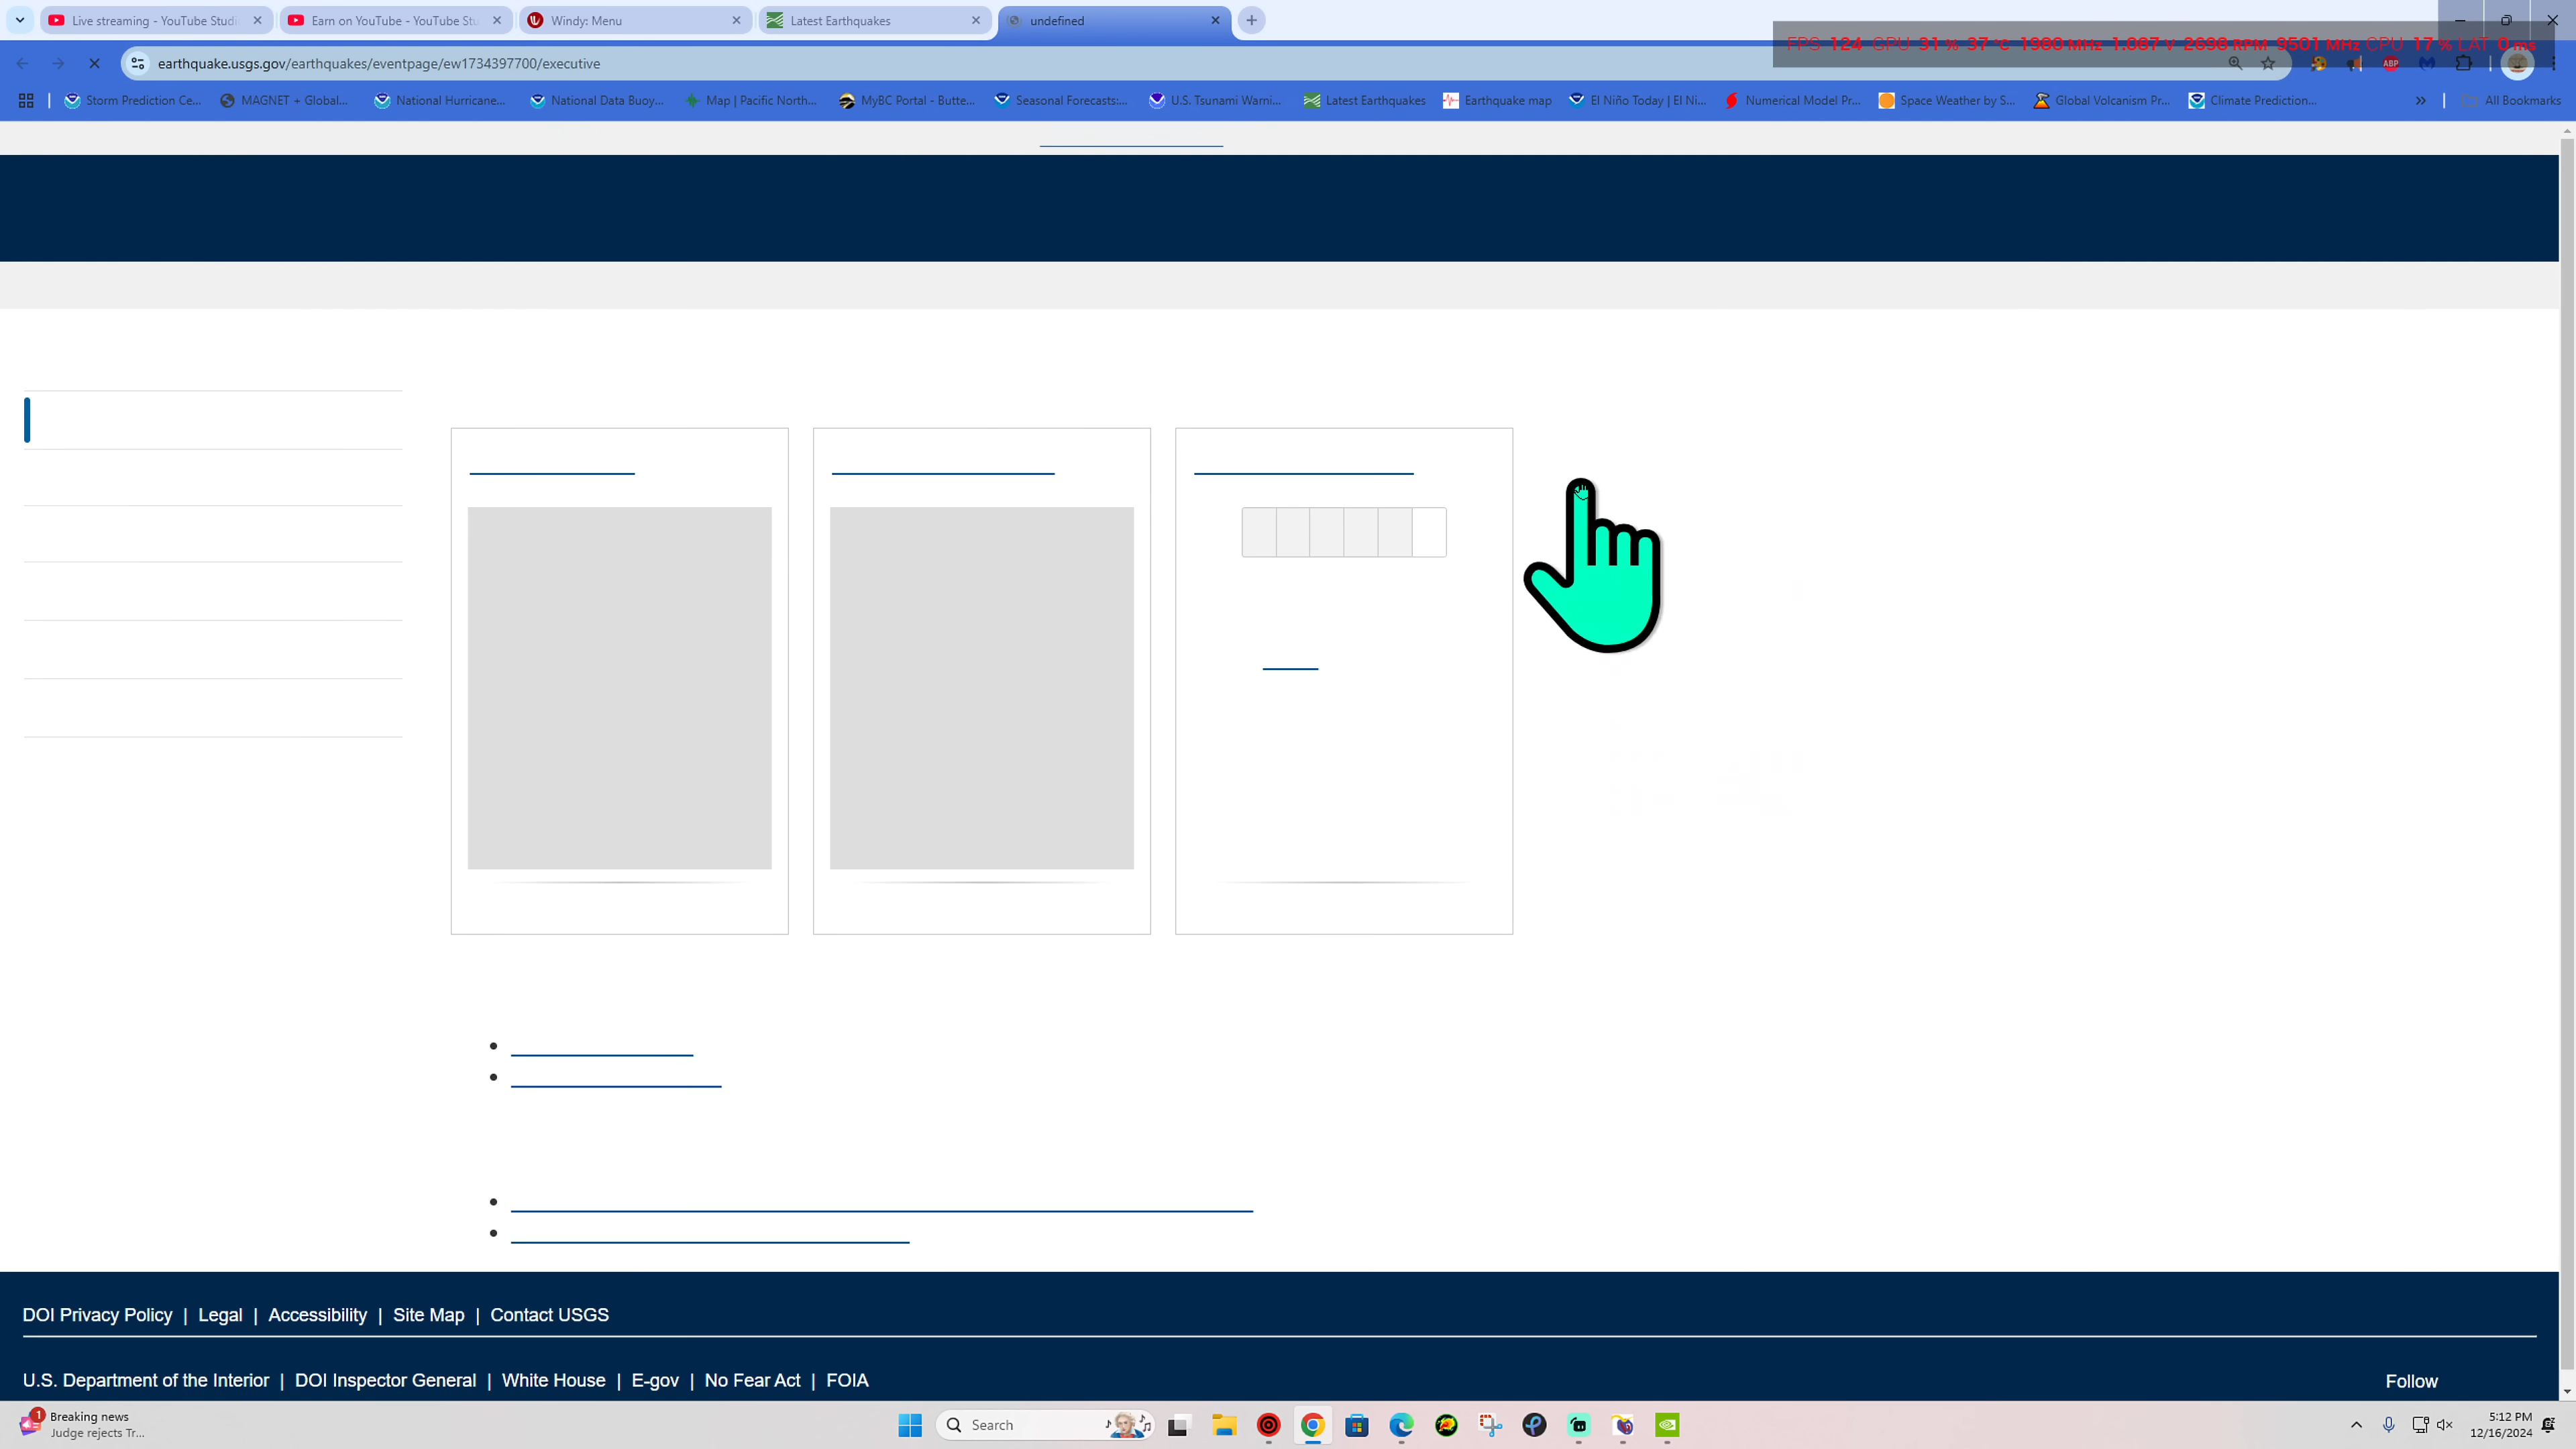 Live streaming - YouTube Studi
Earn on YouTube - YouTube Stu
Windy: Menu
Latest Earthquakes
undefined
FPS 124 GPU 31 % 37 °C 1980 MHz 1.087 V 2698 RPM 9501 MHz CPU 17 % LAT 0 ms
earthquake.usgs.gov/earthquakes/eventpage/ew1734397700/executive
ABP
Storm Prediction Ce...
MAGNET + Global...
National Hurricane...
National Data Buoy...
Map | Pacific North...
MyBC Portal - Butte...
Seasonal Forecasts:...
U.S. Tsunami Warni...
Latest Earthquakes
Earthquake map
El Niño Today | El Ni...
Numerical Model Pr...
Space Weather by S...
Global Volcanism Pr...
Climate Prediction...
All Bookmarks
DOI Privacy Policy | Legal | Accessibility | Site Map | Contact USGS
U.S. Department of the Interior | DOI Inspector General | White House | E-gov | No Fear Act | FOIA
Follow
1
Breaking news
Judge rejects Tr...
Search
5:12 PM
12/16/2024